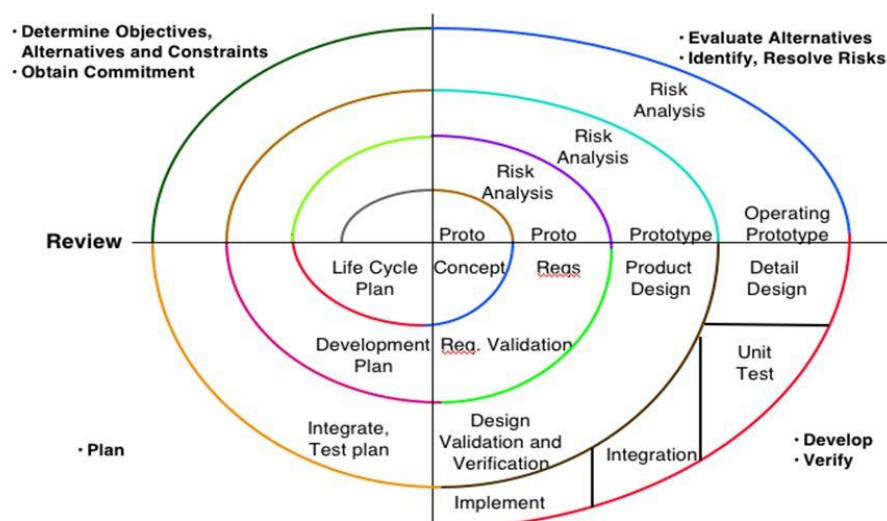 • Determine Objectives,
Alternatives and Constraints
• Obtain Commitment
• Evaluate Alternatives
• Identify, Resolve Risks
Risk
Analysis
Risk
Analysis
Risk
Analysis
Operating
Prototype
Prototype
Proto
Proto
Review
Life Cycle
Plan
Concept
Reqs
Product
Design
Detail
Design
Development
Plan
Req. Validation
Unit
Test
Integrate,
Test plan
Design
Validation and
Verification
Integration
Implement
• Plan
• Develop
• Verify